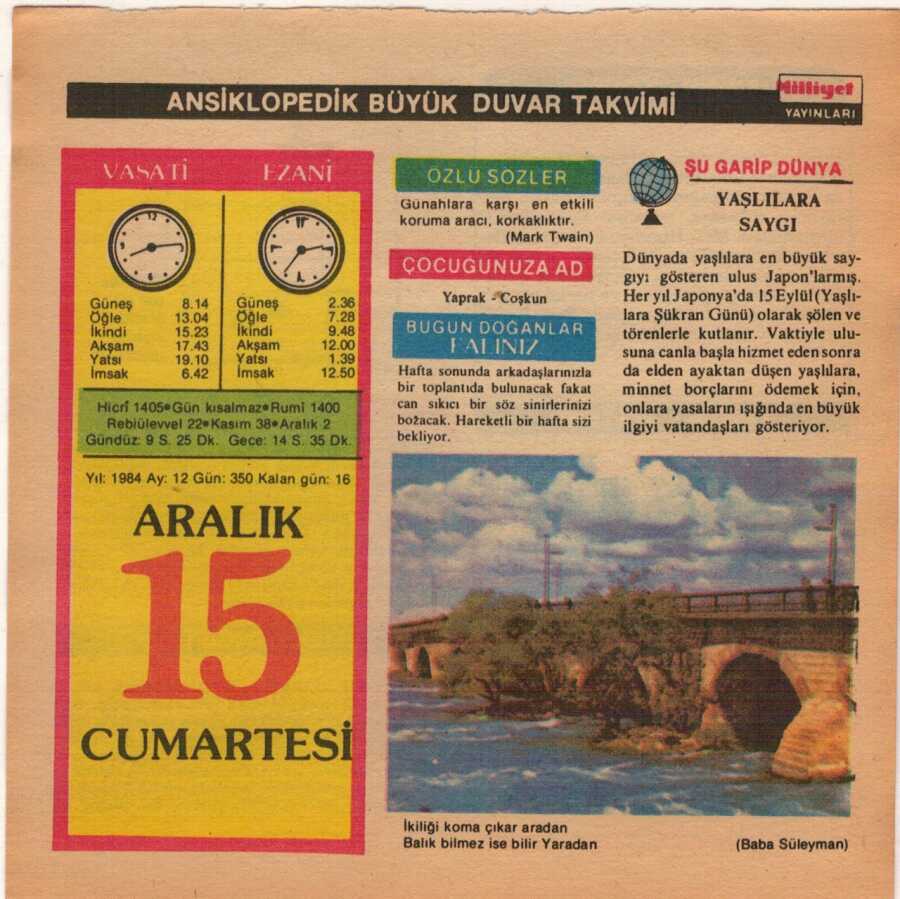 ANSİKLOPEDİK BÜYÜK DUVAR TAKVİMİ
Milliyet
YAYINLARI
VASATİ
EZANİ
12
3
6
9
Güneş 8.14
Öğle 13.04
İkindi 15.23
Akşam 17.43
Yatsı 19.10
İmsak 6.42
Güneş 2.36
Öğle 7.28
İkindi 9.48
Akşam 12.00
Yatsı 1.39
İmsak 12.50
Hicrî 1405•Gün kısalmaz•Rumî 1400
Rebiülevvel 22•Kasım 38•Aralık 2
Gündüz: 9 S. 25 Dk. Gece: 14 S. 35 Dk.
Yıl: 1984 Ay: 12 Gün: 350 Kalan gün: 16
ARALIK
15
CUMARTESİ
ÖZLÜ SÖZLER
Günahlara karşı en etkili
koruma aracı, korkaklıktır.
(Mark Twain)
ÇOCUĞUNUZA AD
Yaprak - Coşkun
BUGÜN DOĞANLAR
FALINIZ
Hafta sonunda arkadaşlarınızla
bir toplantıda bulunacak fakat
can sıkıcı bir söz sinirlerinizi
bozacak. Hareketli bir hafta sizi
bekliyor.
ŞU GARİP DÜNYA
YAŞLILARA
SAYGI
Dünyada yaşlılara en büyük say-
gıyı gösteren ulus Japon'larmış.
Her yıl Japonya'da 15 Eylül (Yaşlı-
lara Şükran Günü) olarak şölen ve
törenlerle kutlanır. Vaktiyle ulu-
suna canla başla hizmet eden sonra
da elden ayaktan düşen yaşlılara,
minnet borçlarını ödemek için,
onlara yasaların ışığında en büyük
ilgiyi vatandaşları gösteriyor.
İkiliği koma çıkar aradan
Balık bilmez ise bilir Yaradan
(Baba Süleyman)